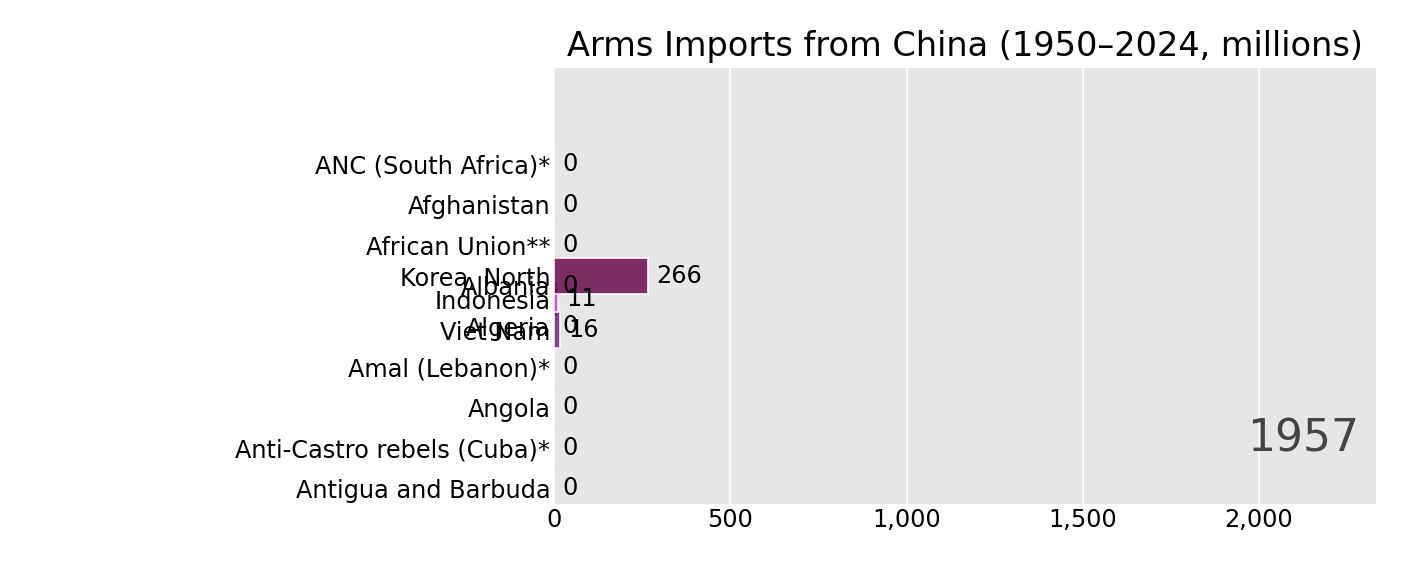 Arms Imports from China (1950–2024, millions)
ANC (South Africa)* 0
Afghanistan 0
African Union** 0
Korea, North 266
Albania 0
Indonesia 11
Algeria 0
Viet Nam 16
Amal (Lebanon)* 0
Angola 0
1957
Anti-Castro rebels (Cuba)* 0
Antigua and Barbuda 0
0 500 1,000 1,500 2,000